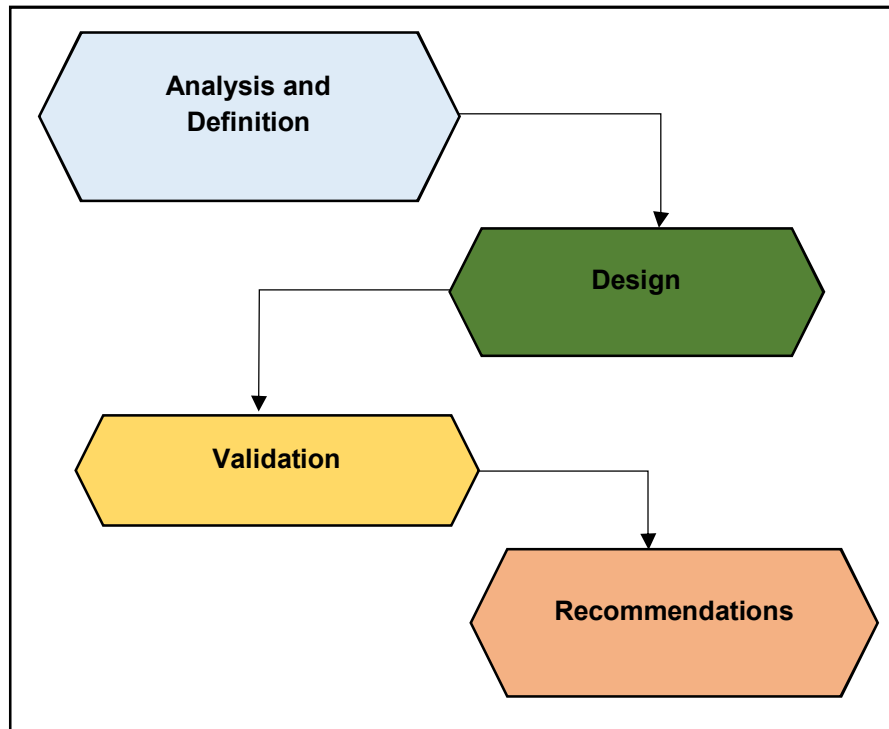 Analysis and
Definition
Design
Validation
Recommendations